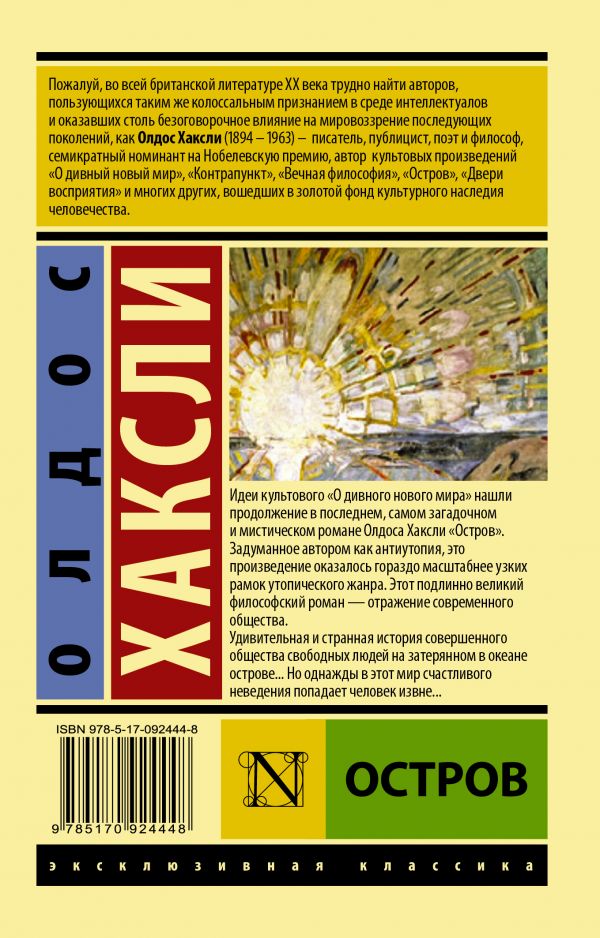 Пожалуй, во всей британской литературе XX века трудно найти авторов,
пользующихся таким же колоссальным признанием в среде интеллектуалов
и оказавших столь безоговорочное влияние на мировоззрение последующих
поколений, как Олдос Хаксли (1894 – 1963) – писатель, публицист, поэт и философ,
семикратный номинант на Нобелевскую премию, автор культовых произведений
«О дивный новый мир», «Контрапункт», «Вечная философия», «Остров», «Двери
восприятия» и многих других, вошедших в золотой фонд культурного наследия
человечества.
ОЛДОС
ХАКСЛИ
Идеи культового «О дивного нового мира» нашли
продолжение в последнем, самом загадочном
и мистическом романе Олдоса Хаксли «Остров».
Задуманное автором как антиутопия, это
произведение оказалось гораздо масштабнее узких
рамок утопического жанра. Этот подлинно великий
философский роман — отражение современного
общества.
Удивительная и странная история совершенного
общества свободных людей на затерянном в океане
острове... Но однажды в этот мир счастливого
неведения попадает человек извне...
ISBN 978-5-17-092444-8
9 785170 924448
N
ОСТРОВ
эксклюзивная классика